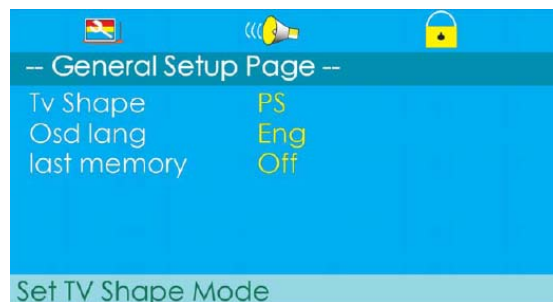 -- General Setup Page --
Tv Shape PS
Osd lang Eng
last memory Off
Set TV Shape Mode